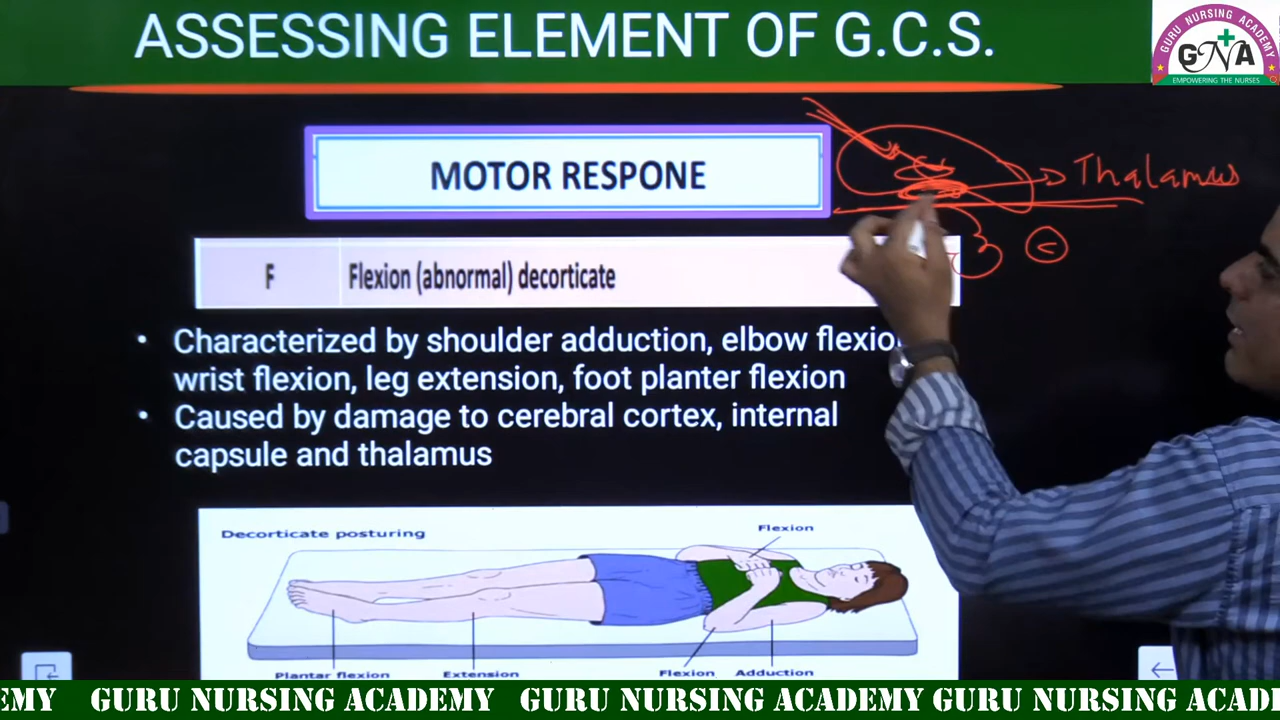 ASSESSING ELEMENT OF G.C.S.
GURU NURSING ACADEMY
GNA
EMPOWERING THE NURSES
MOTOR RESPONE
Thalamus
F Flexion (abnormal) decorticate
• Characterized by shoulder adduction, elbow
wrist flexion, leg extension, foot planter flexion
• Caused by damage to cerebral cortex, internal
capsule and thalamus
Decorticate posturing
Flexion
Plantar flexion Extension Flexion Adduction
EMY GURU NURSING ACADEMY GURU NURSING ACADEMY GURU NURSING ACADE